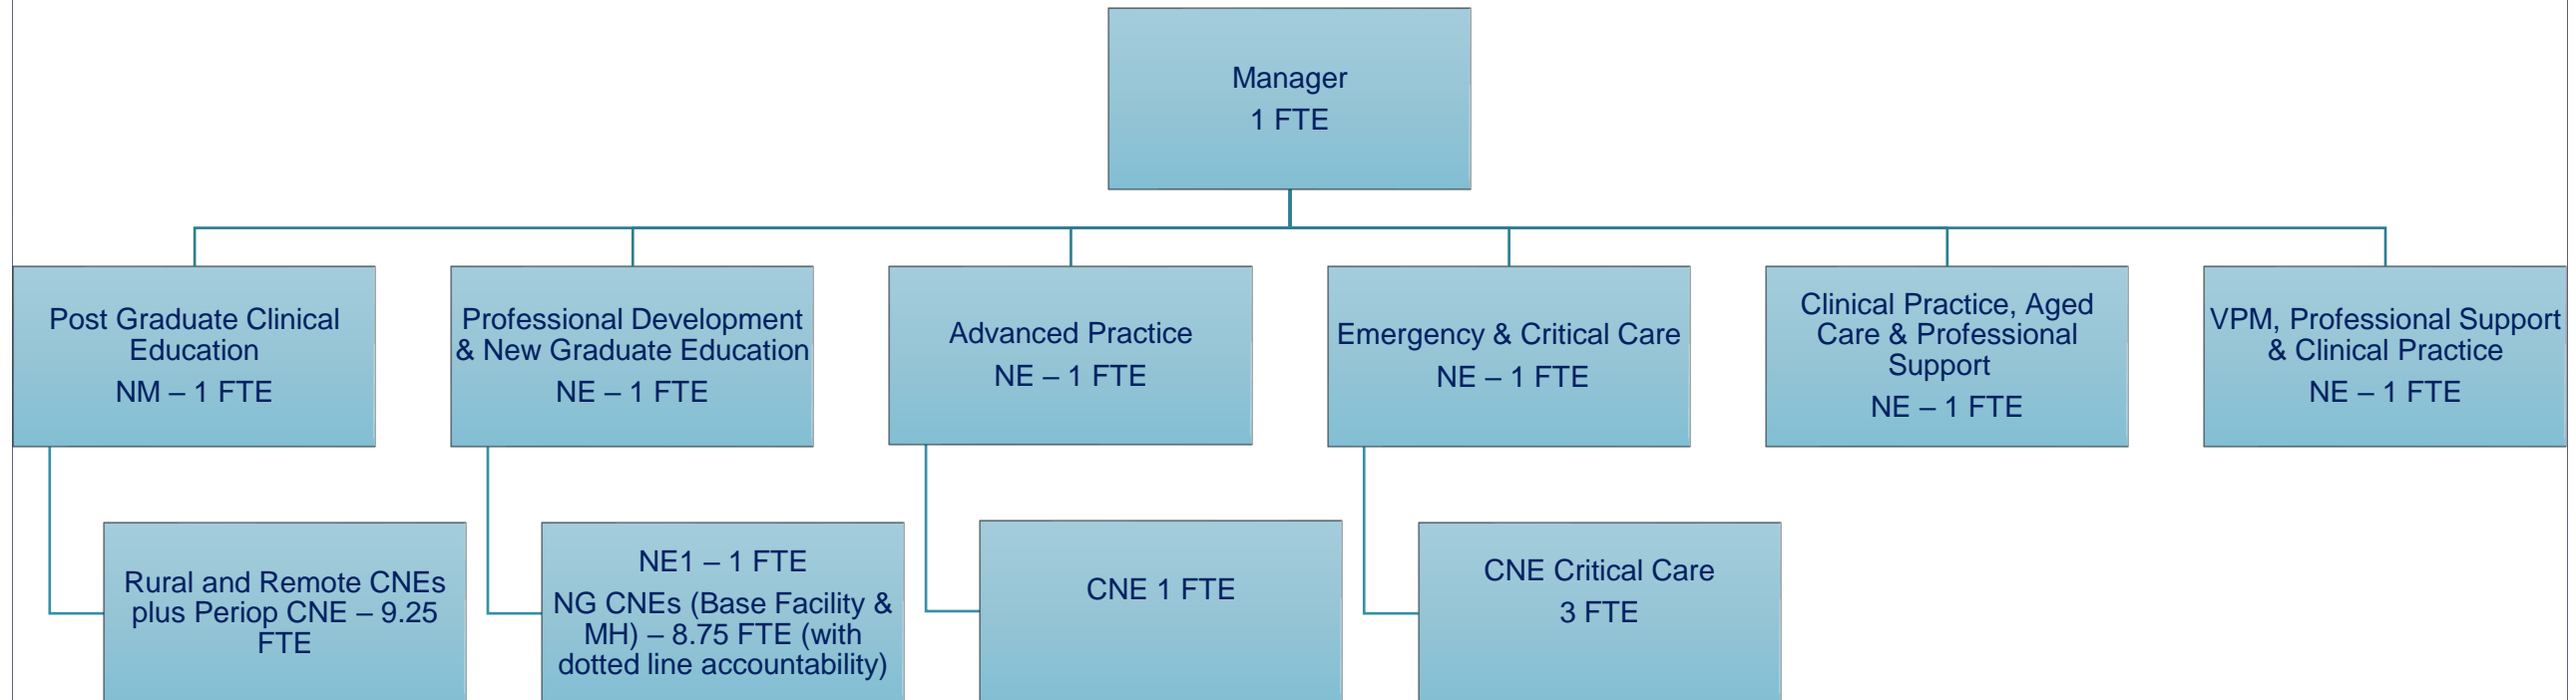 Manager
1 FTE
Post Graduate Clinical
Education
NM – 1 FTE
Professional Development
& New Graduate Education
NE – 1 FTE
Advanced Practice
NE – 1 FTE
Emergency & Critical Care
NE – 1 FTE
Clinical Practice, Aged
Care & Professional
Support
NE – 1 FTE
VPM, Professional Support
& Clinical Practice
NE – 1 FTE
Rural and Remote CNEs
plus Periop CNE – 9.25
FTE
NE1 – 1 FTE
NG CNEs (Base Facility &
MH) – 8.75 FTE (with
dotted line accountability)
CNE 1 FTE
CNE Critical Care
3 FTE